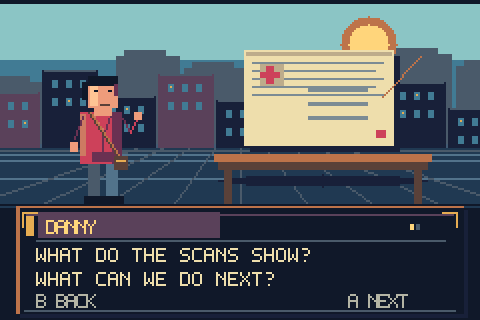 DANNY
WHAT DO THE SCANS SHOW?
WHAT CAN WE DO NEXT?
B BACK A NEXT